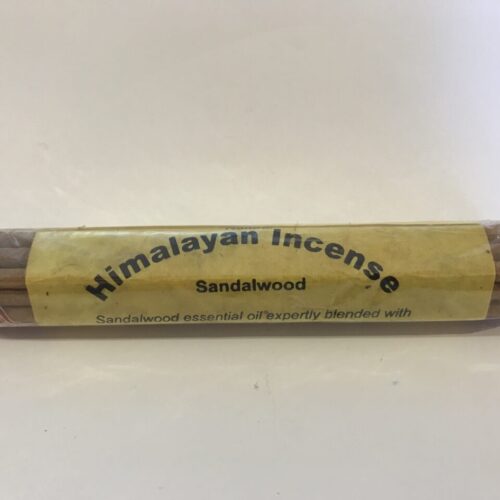 Himalayan Incense
Sandalwood
Sandalwood essential oil expertly blended with